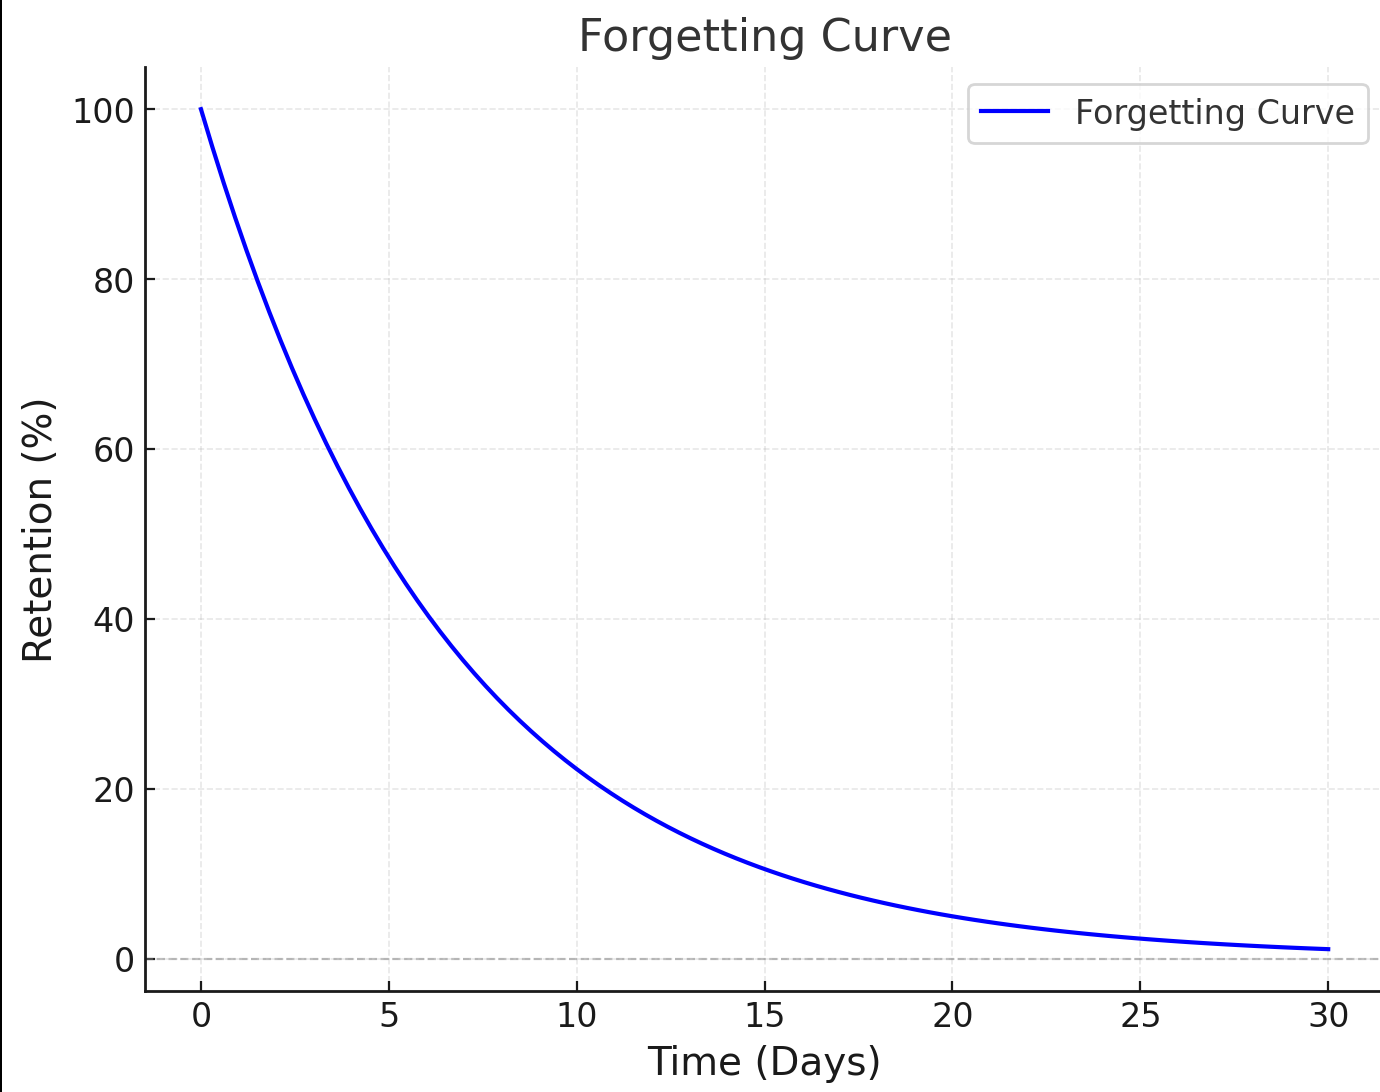 Forgetting Curve
Forgetting Curve
100
80
60
40
20
0
Retention (%)
0 5 10 15 20 25 30
Time (Days)